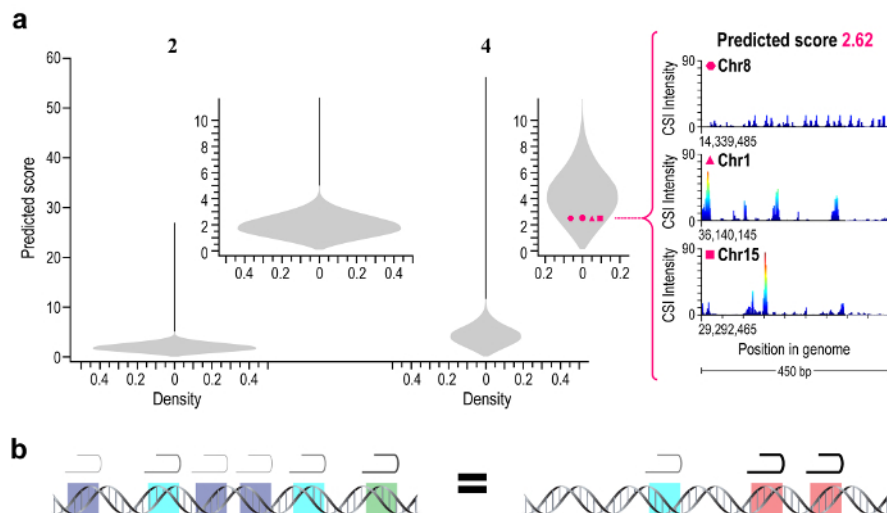 a
2
4
Predicted score 2.62
60
50
40
30
20
10
0
Predicted score
10
8
6
4
2
0
0.4 0.2 0 0.2 0.4
10
8
6
4
2
0
0.2 0 0.2
0.4 0.2 0 0.2 0.4
Density
0.4 0.2 0 0.2 0.4
Density
90
Chr8
CSI Intensity
0
14,339,485
90
Chr1
CSI Intensity
0
36,140,145
90
Chr15
CSI Intensity
0
29,292,465
Position in genome
450 bp
b
=